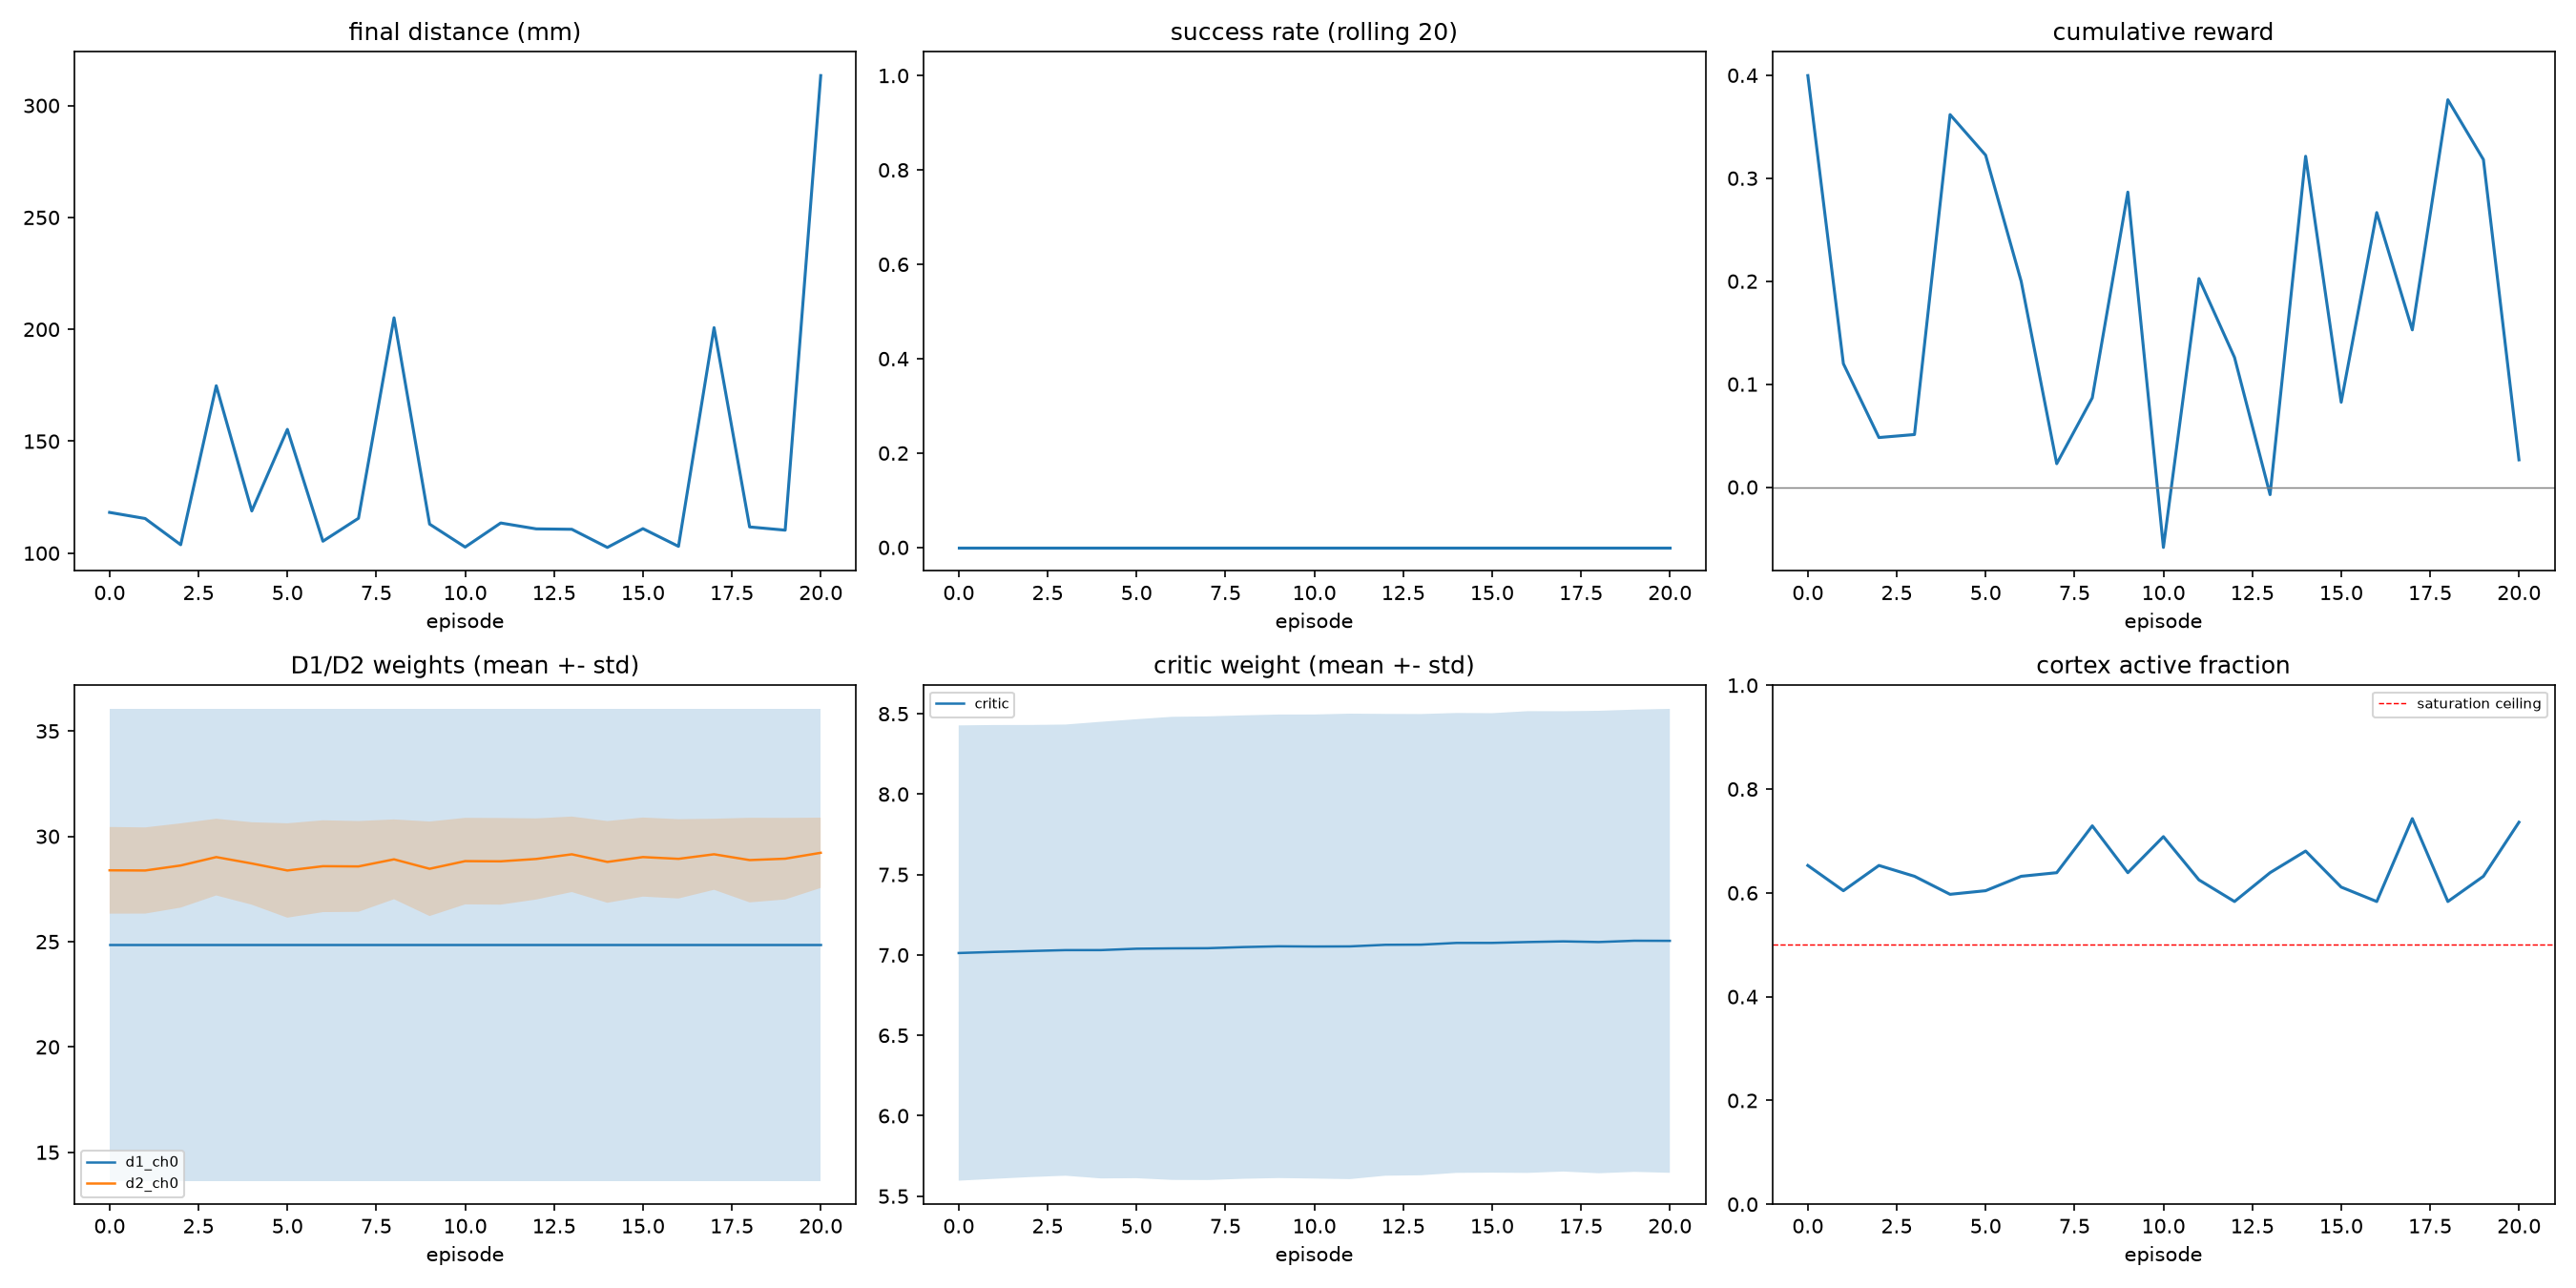 final distance (mm)
300
250
200
150
100
0.0 2.5 5.0 7.5 10.0 12.5 15.0 17.5 20.0
episode
success rate (rolling 20)
1.0
0.8
0.6
0.4
0.2
0.0
0.0 2.5 5.0 7.5 10.0 12.5 15.0 17.5 20.0
episode
cumulative reward
0.4
0.3
0.2
0.1
0.0
0.0 2.5 5.0 7.5 10.0 12.5 15.0 17.5 20.0
episode
D1/D2 weights (mean +- std)
35
30
25
20
15
d1_ch0
d2_ch0
0.0 2.5 5.0 7.5 10.0 12.5 15.0 17.5 20.0
episode
critic weight (mean +- std)
critic
8.5
8.0
7.5
7.0
6.5
6.0
5.5
0.0 2.5 5.0 7.5 10.0 12.5 15.0 17.5 20.0
episode
cortex active fraction
saturation ceiling
1.0
0.8
0.6
0.4
0.2
0.0
0.0 2.5 5.0 7.5 10.0 12.5 15.0 17.5 20.0
episode